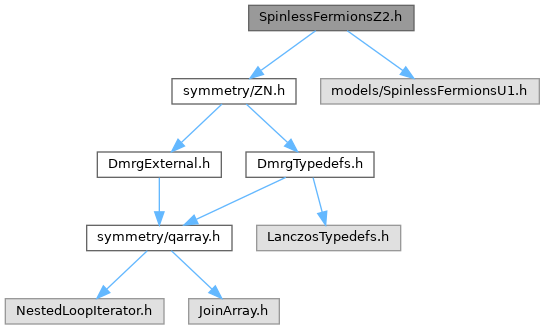 SpinlessFermionsZ2.h
symmetry/ZN.h
models/SpinlessFermionsU1.h
DmrgExternal.h
DmrgTypedefs.h
symmetry/qarray.h
LanczosTypedefs.h
NestedLoopIterator.h
JoinArray.h